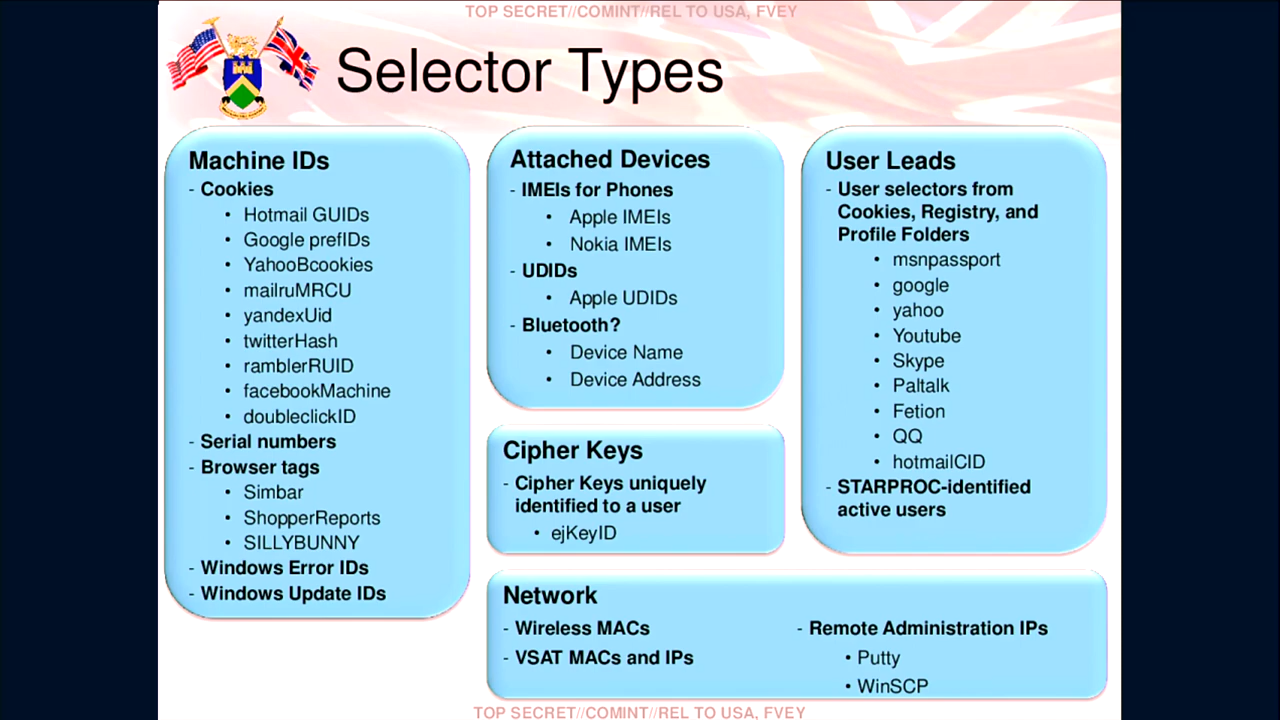 TOP SECRET//COMINT//REL TO USA, FVEY
Selector Types
Machine IDs
- Cookies
• Hotmail GUIDs
• Google prefIDs
• YahooBcookies
• mailruMRCU
• yandexUid
• twitterHash
• ramblerRUID
• facebookMachine
• doubleclickID
- Serial numbers
- Browser tags
• Simbar
• ShopperReports
• SILLYBUNNY
- Windows Error IDs
- Windows Update IDs
Attached Devices
- IMEIs for Phones
• Apple IMEIs
• Nokia IMEIs
- UDIDs
• Apple UDIDs
- Bluetooth?
• Device Name
• Device Address
Cipher Keys
- Cipher Keys uniquely
identified to a user
• ejKeyID
User Leads
- User selectors from
Cookies, Registry, and
Profile Folders
• msnpassport
• google
• yahoo
• Youtube
• Skype
• Paltalk
• Fetion
• QQ
• hotmailCID
- STARPROC-identified
active users
Network
- Wireless MACs
- VSAT MACs and IPs
- Remote Administration IPs
• Putty
• WinSCP
TOP SECRET//COMINT//REL TO USA, FVEY